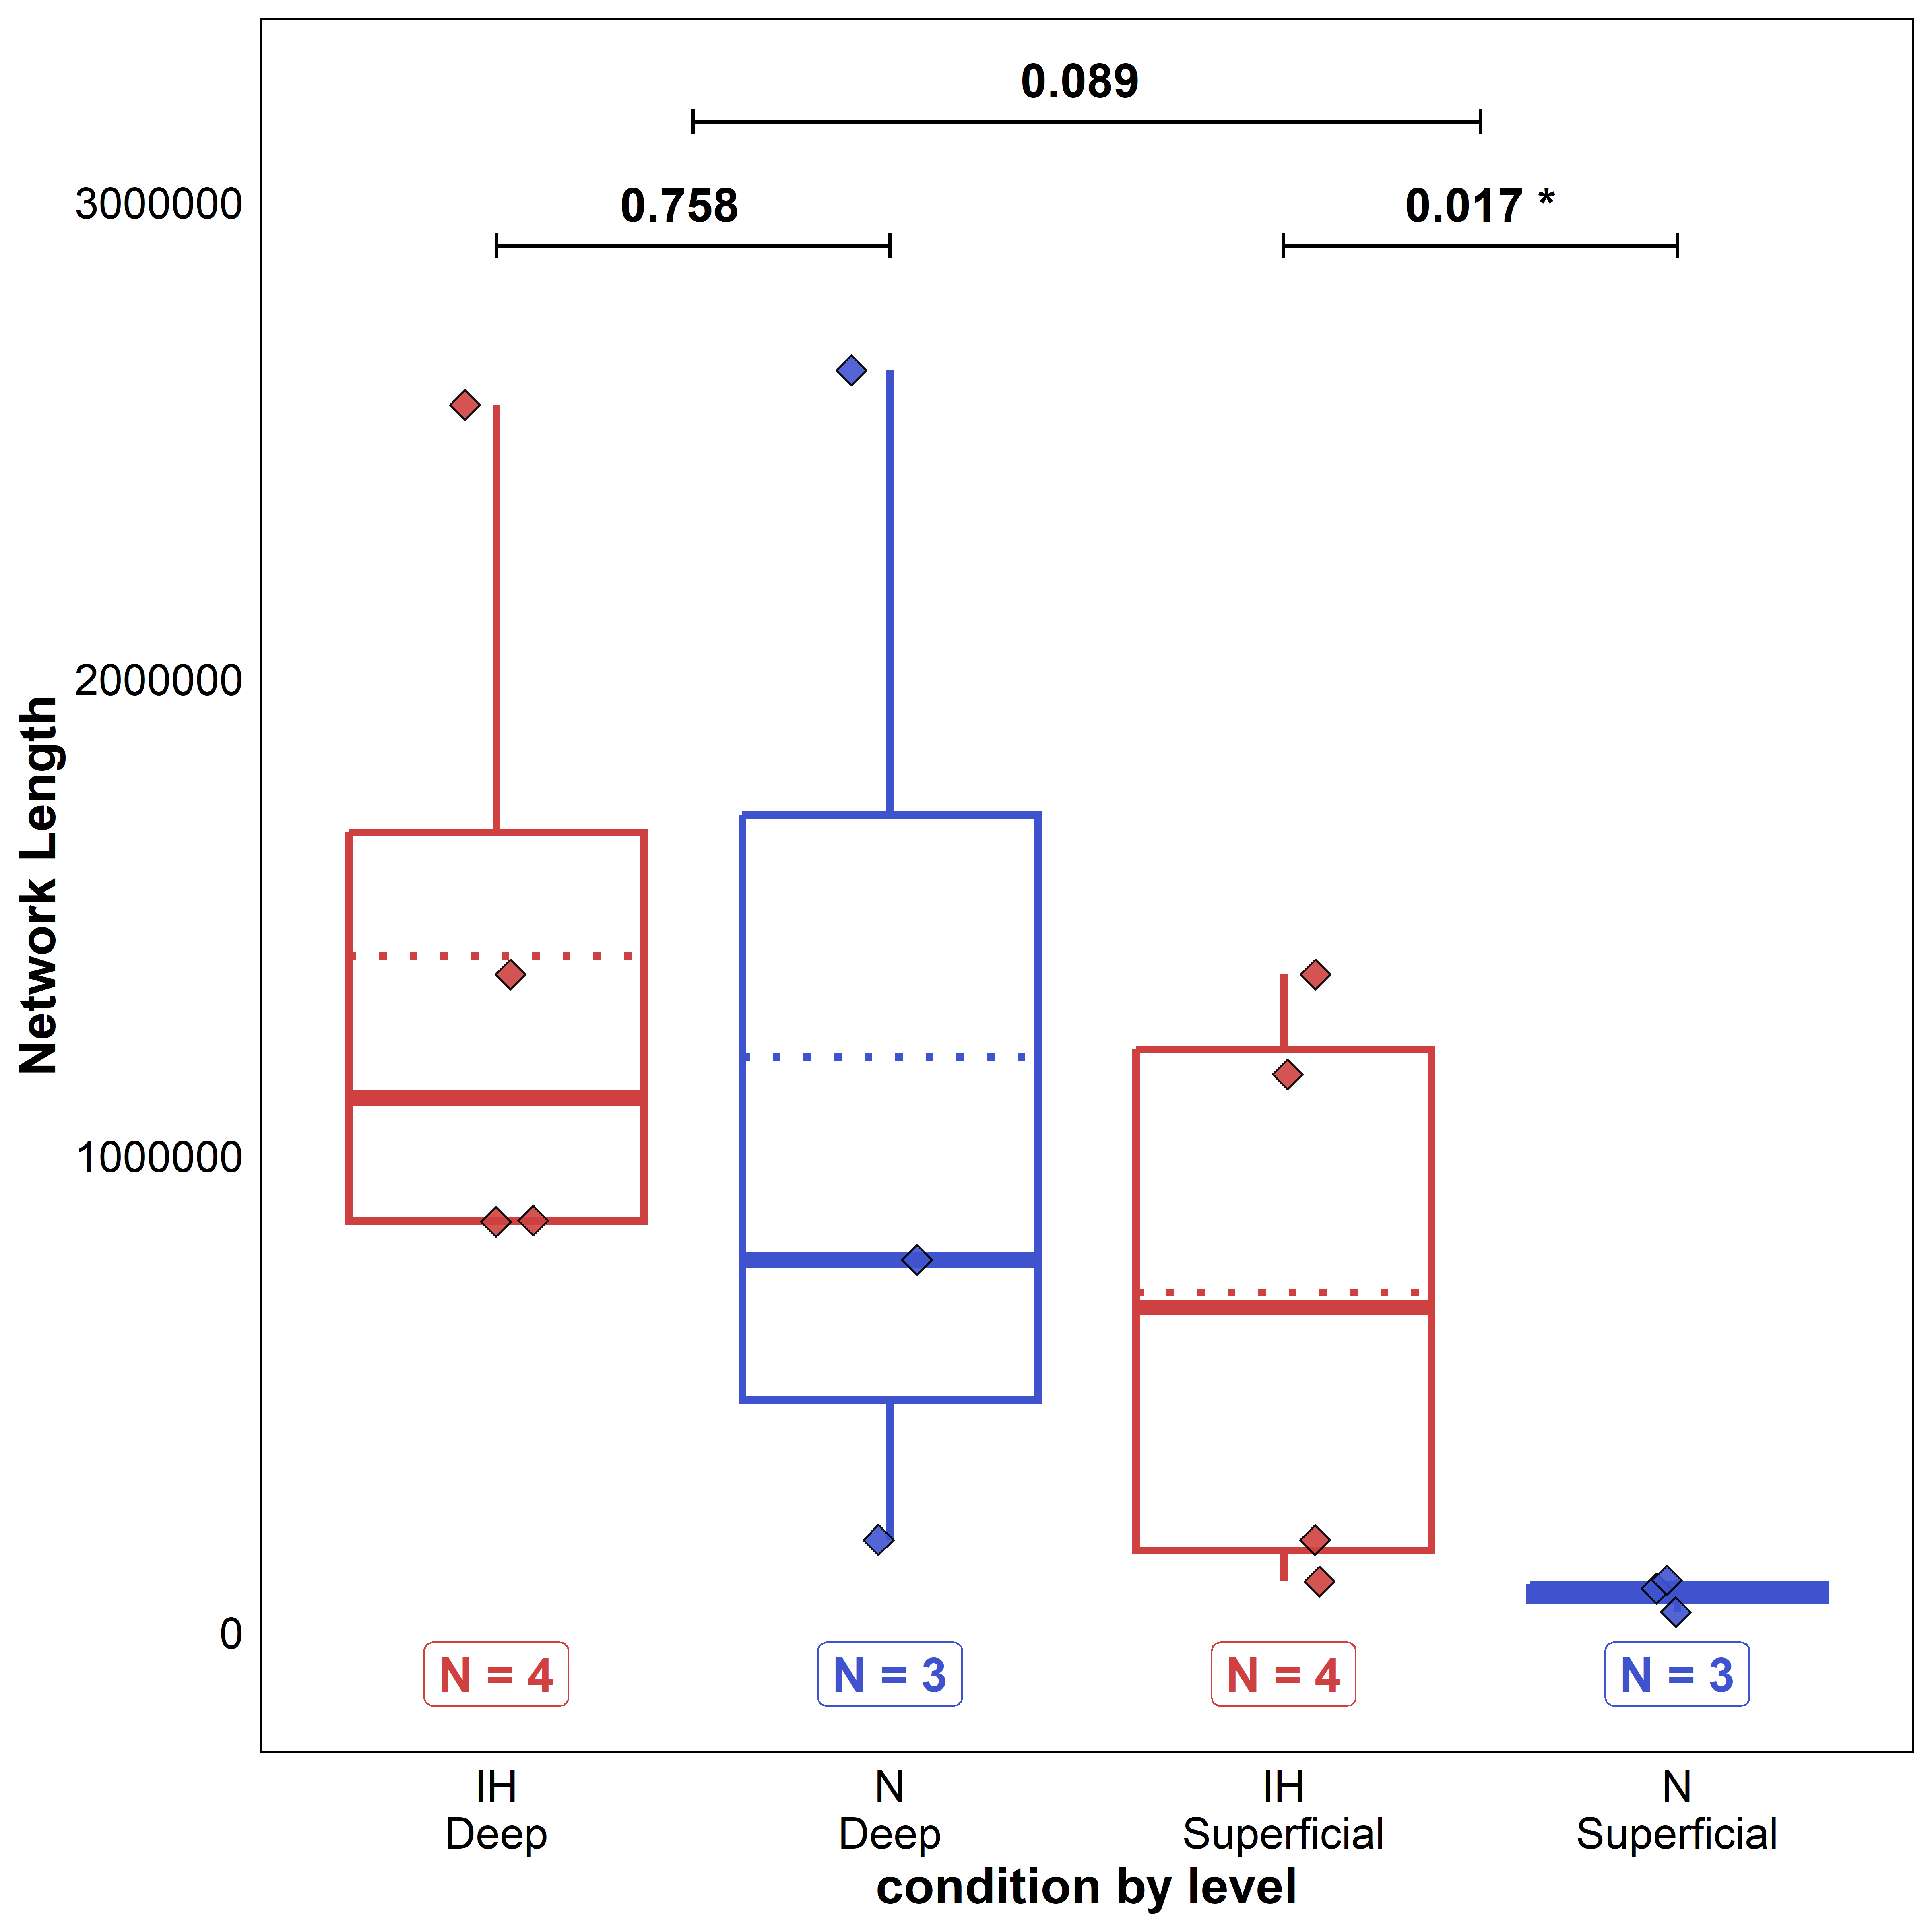 0.089
0.758
0.017 *
Network Length
3000000
2000000
1000000
0
N = 4
N = 3
N = 4
N = 3
IH
Deep
N
Deep
IH
Superficial
N
Superficial
condition by level